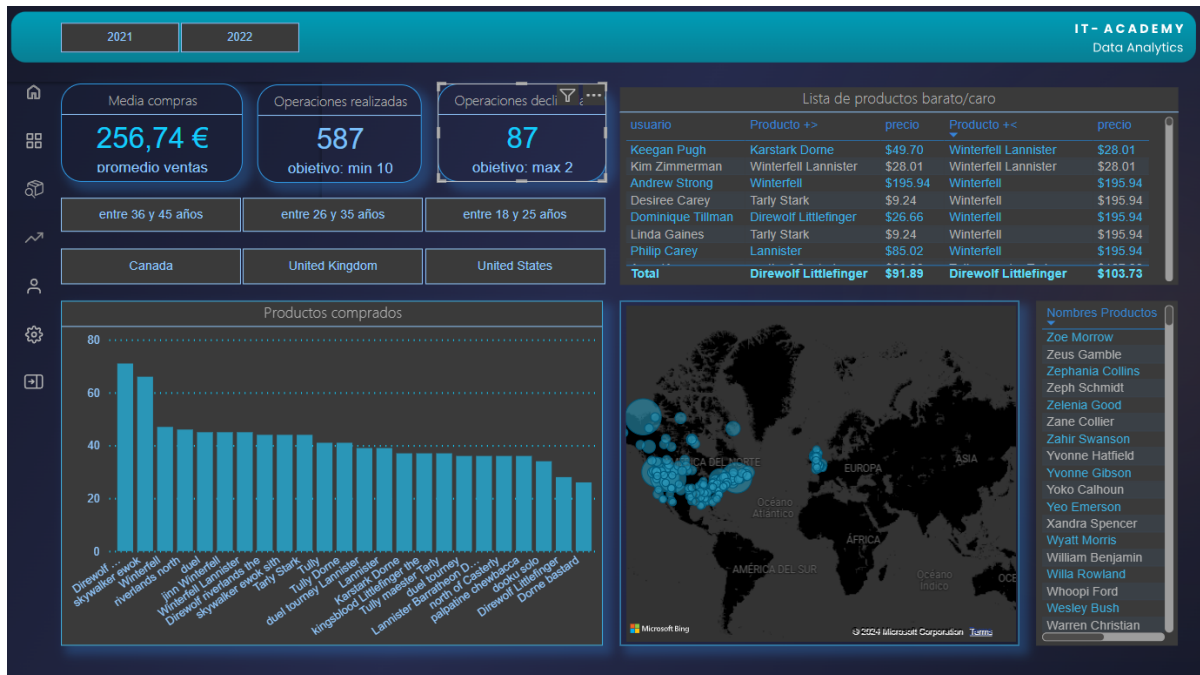 2021
2022
IT- ACADEMY
Data Analytics
Media compras
256,74 €
promedio ventas
Operaciones realizadas
587
obietivo: min 10
Operaciones decli
87
obietivo: max 2
entre 36 y 45 años
entre 26 y 35 años
entre 18 y 25 años
Canada
United Kingdom
United States
Lista de productos barato/caro
usuario Producto +> precio Producto +< precio
Keegan Pugh Karstark Dorne $49.70 Winterfell Lannister $28.01
Kim Zimmerman Winterfell Lannister $28.01 Winterfell Lannister $28.01
Andrew Strong Winterfell $195.94 Winterfell $195.94
Desiree Carey Tarly Stark $9.24 Winterfell $195.94
Dominique Tillman Direwolf Littlefinger $26.66 Winterfell $195.94
Linda Gaines Tarly Stark $9.24 Winterfell $195.94
Philip Carey Lannister $85.02 Winterfell $195.94
Total Direwolf Littlefinger $91.89 Direwolf Littlefinger $103.73
Productos comprados
80
60
40
20
0
Direwolf ...
skywalker ewok
Winterfell
riverlands north
duel
jinn Winterfell
Winterfell Lannister
Direwolf riverlands the
skywalker ewok sith
Tarly Stark
Tully
Tully Dorne
duel tourney Lannister
Lannister
Karstark Dorne
kingsblood Littlefinger the
Tully maester Tarly
duel tourney
Lannister Baratheon D...
north of Casterly
palpatine chewbacca
dooku solo
Direwolf Littlefinger
Dorne bastard
RICA DEL NORTE
EUROPA
ASIA
Océano
Atlántico
ÁFRICA
AMÉRICA DEL SUR
Océano
Índico
OCE
Microsoft Bing
© 2024 Microsoft Corporation Terms
Nombres Productos
Zoe Morrow
Zeus Gamble
Zephania Collins
Zeph Schmidt
Zelenia Good
Zane Collier
Zahir Swanson
Yvonne Hatfield
Yvonne Gibson
Yoko Calhoun
Yeo Emerson
Xandra Spencer
Wyatt Morris
William Benjamin
Willa Rowland
Whoopi Ford
Wesley Bush
Warren Christian